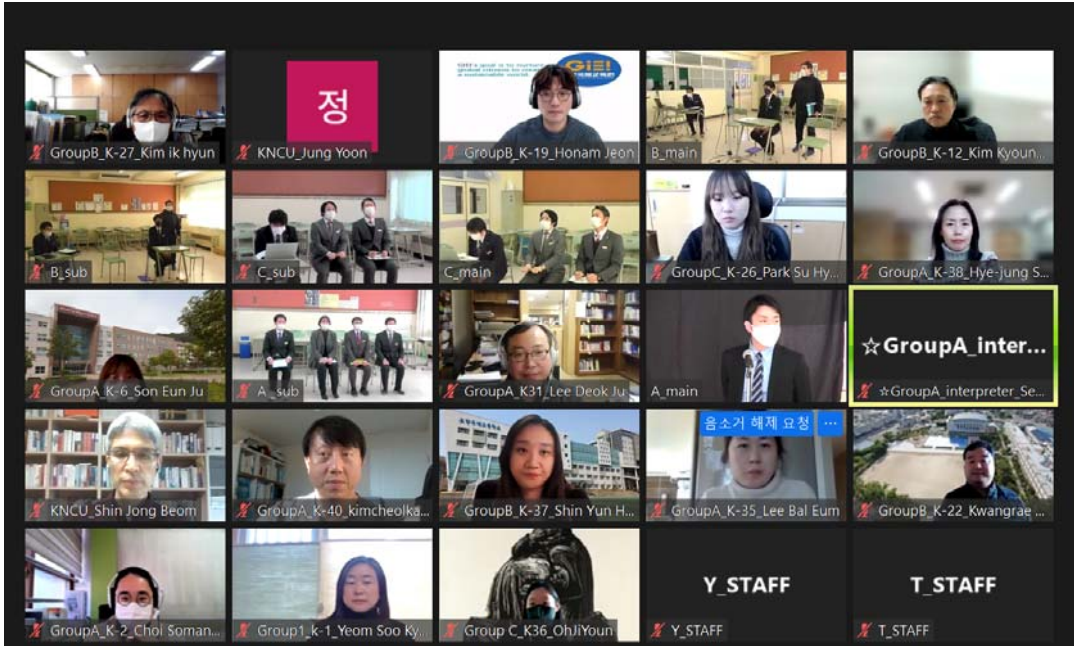 GroupB_K-27_Kim ik hyun
정
KNCU_Jung Yoon
GIEI
GroupB_K-19_Honam Jeon
B_main
GroupB_K-12_Kim Kyoun...
B_sub
C_sub
C_main
GroupC_K-26_Park Su Hy...
GroupA_K-38_Hye-jung S...
GroupA_K-6_Son Eun Ju
A_sub
GroupA_K31_Lee Deok Ju
A_main
☆GroupA_inter...
☆GroupA_interpreter_Se...
KNCU_Shin Jong Beom
GroupA_K-40_kimcheolka...
GroupB_K-37_Shin Yun H...
음소거 해제 요청 ...
GroupA_K-35_Lee Bal Eum
GroupB_K-22_Kwangrae ...
GroupA_K-2_Choi Soman...
Group1_k-1_Yeom Soo Ky...
Group C_K36_OhJiYoun
Y_STAFF
Y_STAFF
T_STAFF
T_STAFF